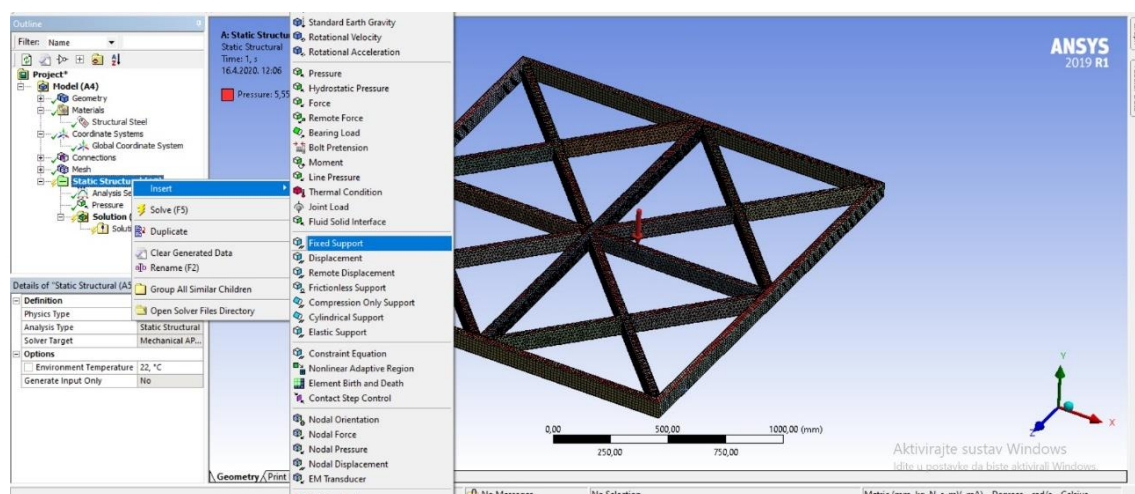 Outline
Filter: Name
Project*
Model (A4)
Geometry
Materials
Structural Steel
Coordinate Systems
Global Coordinate System
Connections
Mesh
Static Structural
Analysis Se
Pressure
Solution (
Solut
Insert
Solve (F5)
Duplicate
Clear Generated Data
Rename (F2)
Group All Similar Children
Open Solver Files Directory
Details of "Static Structural (A5
Definition
Physics Type
Analysis Type Static Structural
Solver Target Mechanical AP...
Options
Environment Temperature 22, °C
Generate Input Only No
A: Static Structu
Static Structural
Time: 1, s
16.4.2020. 12:06
Pressure: 5,55
Standard Earth Gravity
Rotational Velocity
Rotational Acceleration
Pressure
Hydrostatic Pressure
Force
Remote Force
Bearing Load
Bolt Pretension
Moment
Line Pressure
Thermal Condition
Joint Load
Fluid Solid Interface
Fixed Support
Displacement
Remote Displacement
Frictionless Support
Compression Only Support
Cylindrical Support
Elastic Support
Constraint Equation
Nonlinear Adaptive Region
Element Birth and Death
Contact Step Control
Nodal Orientation
Nodal Force
Nodal Pressure
Nodal Displacement
EM Transducer
ANSYS
2019 R1
Y
X
Z
0,00 500,00 1000,00 (mm)
250,00 750,00
Aktivirajte sustav Windows
Idite u postavke da biste aktivirali Windows.
Geometry Print
No Messages No Selection